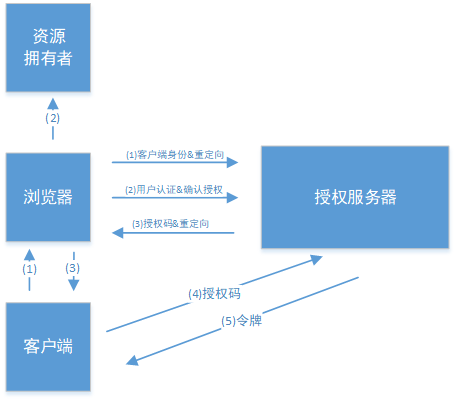 资源
拥有者
(2)
(1)客户端身份&重定向
浏览器
(2)用户认证&确认授权
授权服务器
(3)授权码&重定向
(1)
(3)
(4)授权码
(5)令牌
客户端